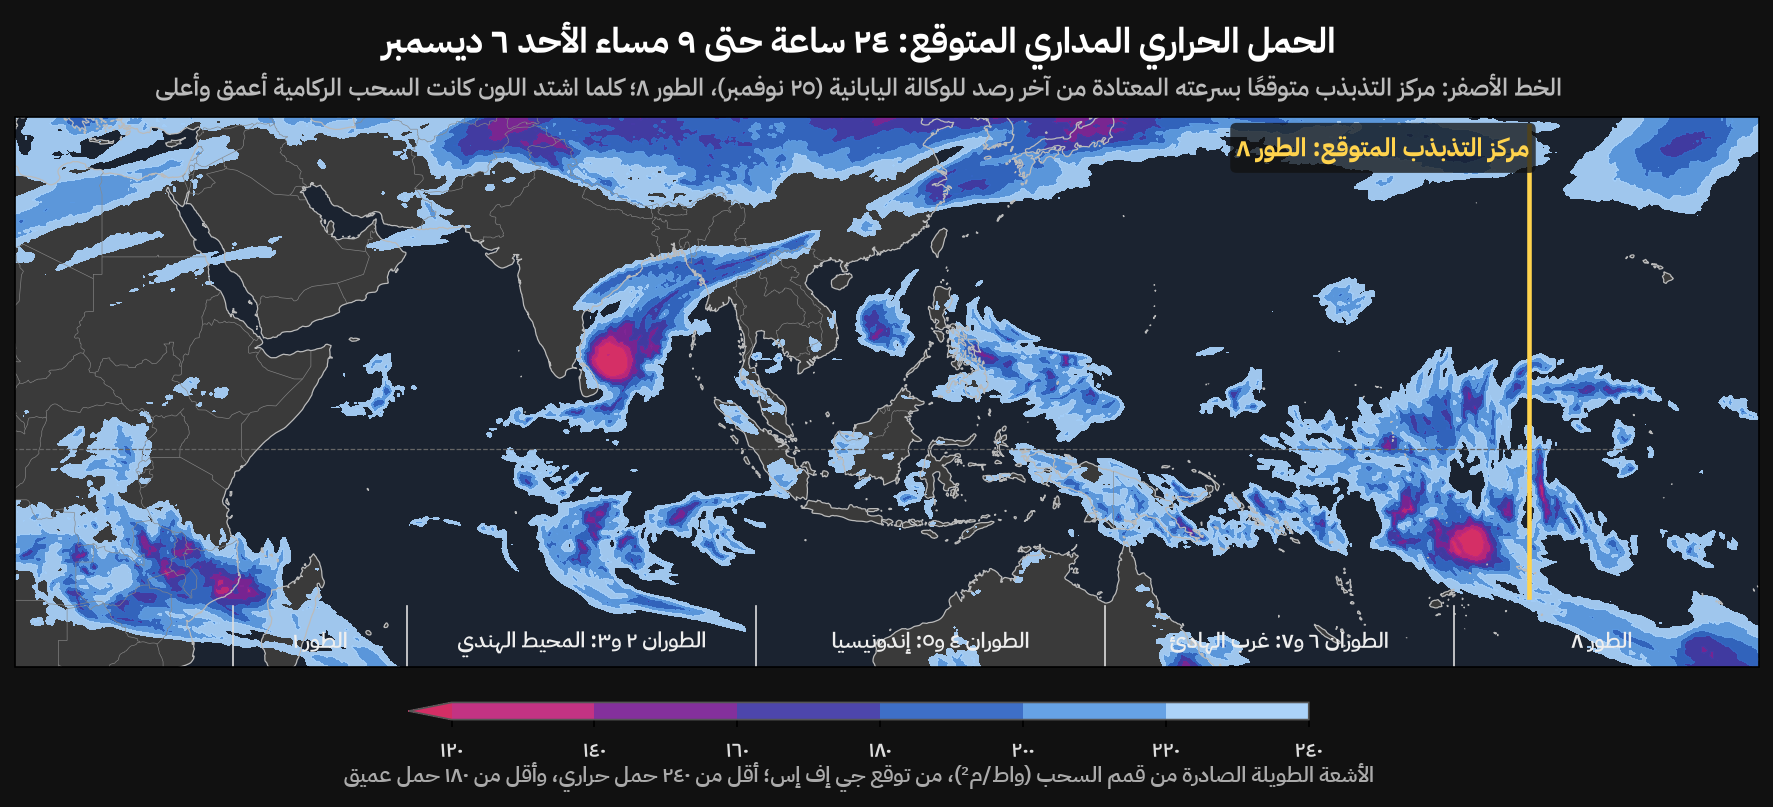 الحمل الحراري المداري المتوقع: ٢٤ ساعة حتى ٩ مساء الأحد ٦ ديسمبر
الخط الأصفر: مركز التذبذب متوقعًا بسرعته المعتادة من آخر رصد للوكالة اليابانية (٢٥ نوفمبر)، الطور ٨؛ كلما اشتد اللون كانت السحب الركامية أعمق وأعلى
مركز التذبذب المتوقع: الطور ٨
الطور ٨
الطوران ٦ و٧: غرب الهادئ
الطوران ٤ و٥: إندونيسيا
الطوران ٢ و٣: المحيط الهندي
الطور ١
١٢٠ ١٤٠ ١٦٠ ١٨٠ ٢٠٠ ٢٢٠ ٢٤٠
الأشعة الطويلة الصادرة من قمم السحب (واط/م²)، من توقع جي إف إس؛ أقل من ٢٤٠ حمل حراري، وأقل من ١٨٠ حمل عميق